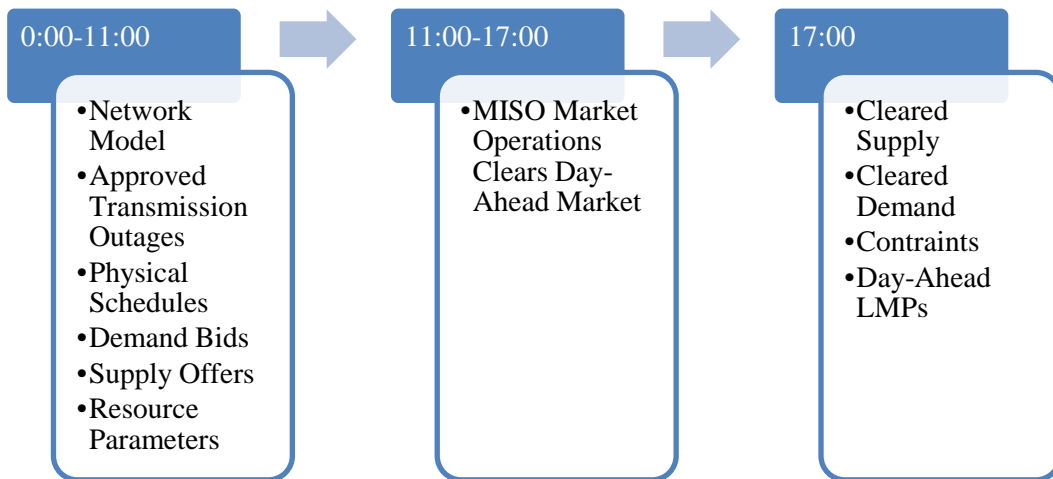 0:00-11:00
•Network
Model
•Approved
Transmission
Outages
•Physical
Schedules
•Demand Bids
•Supply Offers
•Resource
Parameters
11:00-17:00
•MISO Market
Operations
Clears Day-
Ahead Market
17:00
•Cleared
Supply
•Cleared
Demand
•Contraints
•Day-Ahead
LMPs